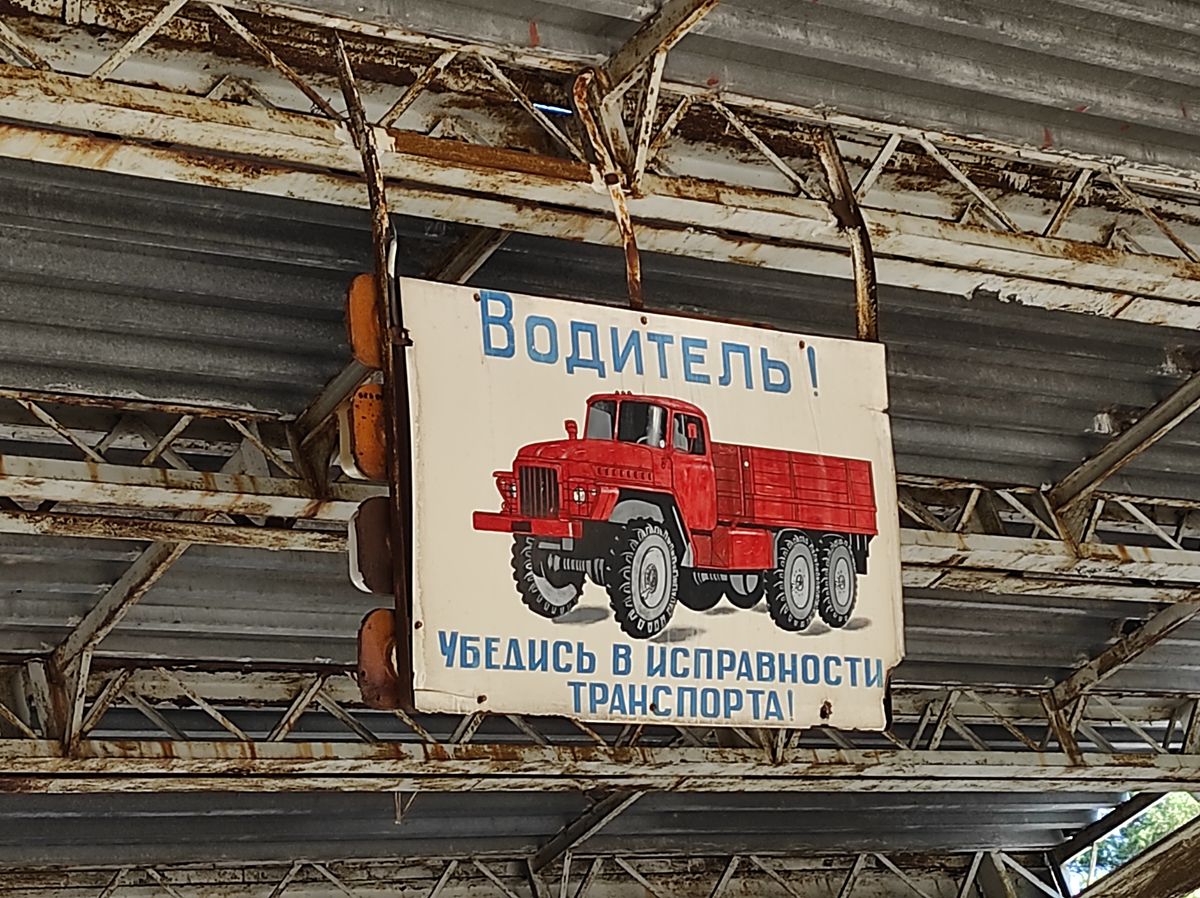 Водитель!
Убедись в исправности
транспорта!